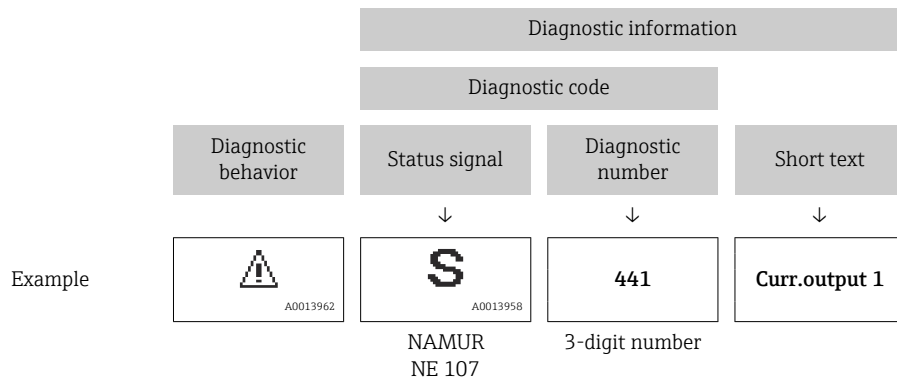 Diagnostic information
Diagnostic code
Diagnostic
behavior
Status signal
Diagnostic
number
Short text
↓ ↓ ↓
Example
A0013962
S
A0013958
441
Curr.output 1
NAMUR
NE 107
3-digit number